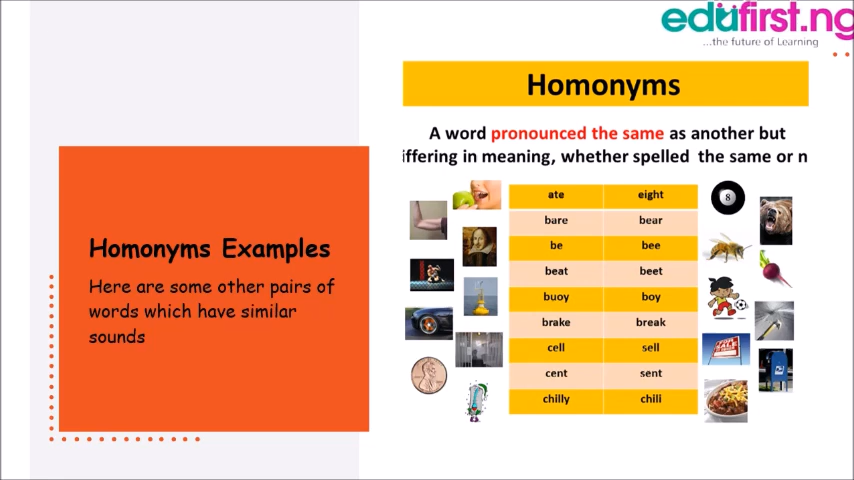 edufirst.ng
...the future of Learning
Homonyms
A word pronounced the same as another but
iffering in meaning, whether spelled the same or n
Homonyms Examples
Here are some other pairs of
words which have similar
sounds
ate eight
bare bear
be bee
beat beet
buoy boy
brake break
cell sell
cent sent
chilly chili
8